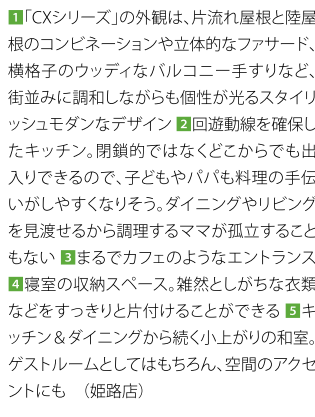 1「CXシリーズ」の外観は、片流れ屋根と陸屋
根のコンビネーションや立体的なファサード、
横格子のウッディなバルコニー手すりなど、
街並みに調和しながらも個性が光るスタイリ
ッシュモダンなデザイン 2回遊動線を確保し
たキッチン。閉鎖的ではなくどこからでも出
入りできるので、子どもやパパも料理の手伝
いがしやすくなりそう。ダイニングやリビング
を見渡せるから調理するママが孤立すること
もない 3まるでカフェのようなエントランス
4寝室の収納スペース。雑然としがちな衣類
などをすっきりと片付けることができる 5キ
ッチン＆ダイニングから続く小上がりの和室。
ゲストルームとしてはもちろん、空間のアクセ
ントにも （姫路店）